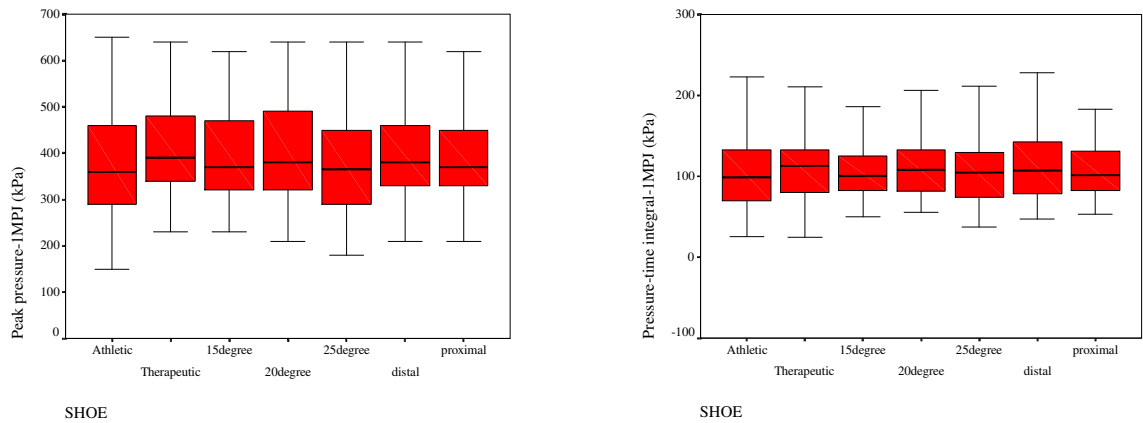 700
600
500
400
300
200
100
0
Peak pressure-1MPJ (kPa)
Athletic
15degree
25degree
proximal
Therapeutic
20degree
distal
SHOE
300
200
100
0
-100
Pressure-time integral-1MPJ (kPa)
Athletic
15degree
25degree
proximal
Therapeutic
20degree
distal
SHOE